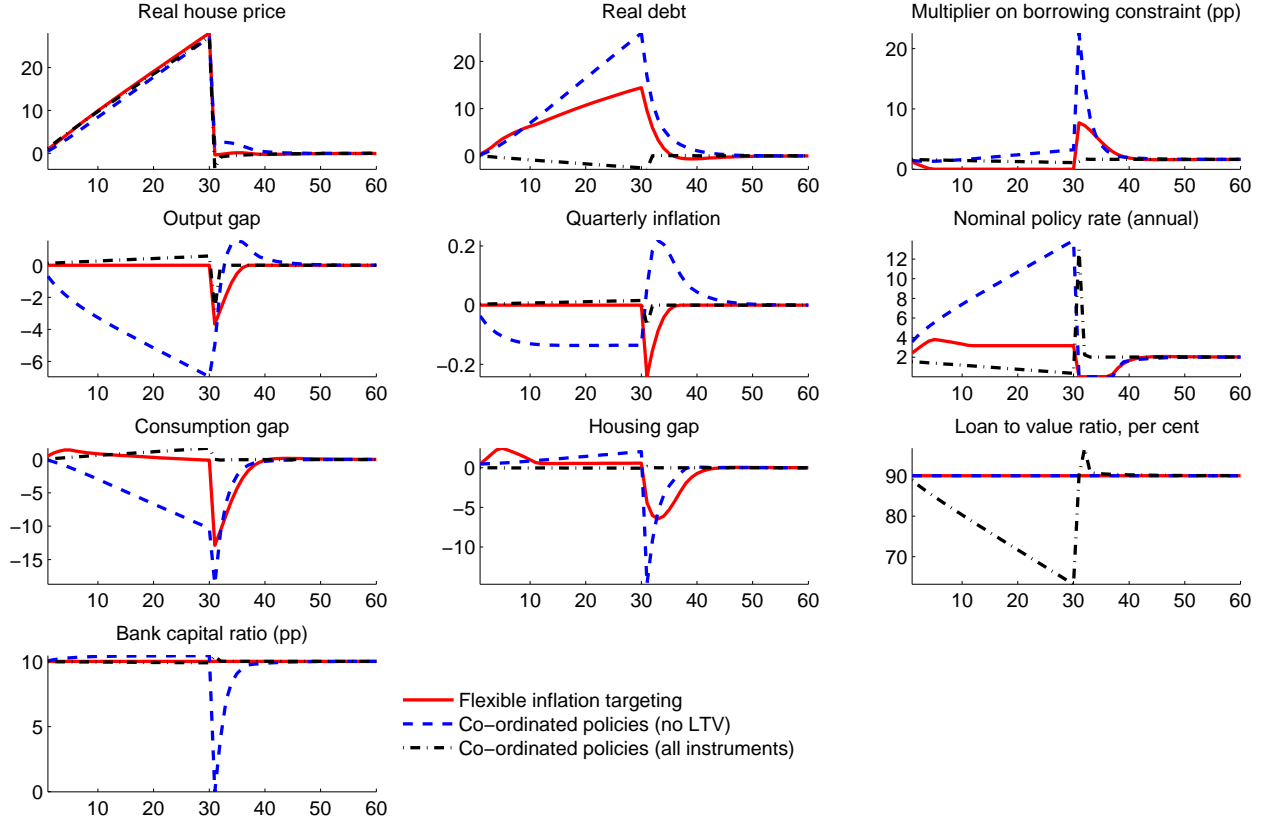 Real house price
Real debt
Multiplier on borrowing constraint (pp)
20
10
0
10 20 30 40 50 60
20
10
0
10 20 30 40 50 60
20
15
10
5
0
10 20 30 40 50 60
Output gap
Quarterly inflation
Nominal policy rate (annual)
0
−2
−4
−6
10 20 30 40 50 60
0.2
0
−0.2
10 20 30 40 50 60
12
10
8
6
4
2
10 20 30 40 50 60
Consumption gap
Housing gap
Loan to value ratio, per cent
0
−5
−10
−15
10 20 30 40 50 60
0
−5
−10
10 20 30 40 50 60
90
80
70
10 20 30 40 50 60
Bank capital ratio (pp)
10
5
0
10 20 30 40 50 60
Flexible inflation targeting
Co−ordinated policies (no LTV)
Co−ordinated policies (all instruments)